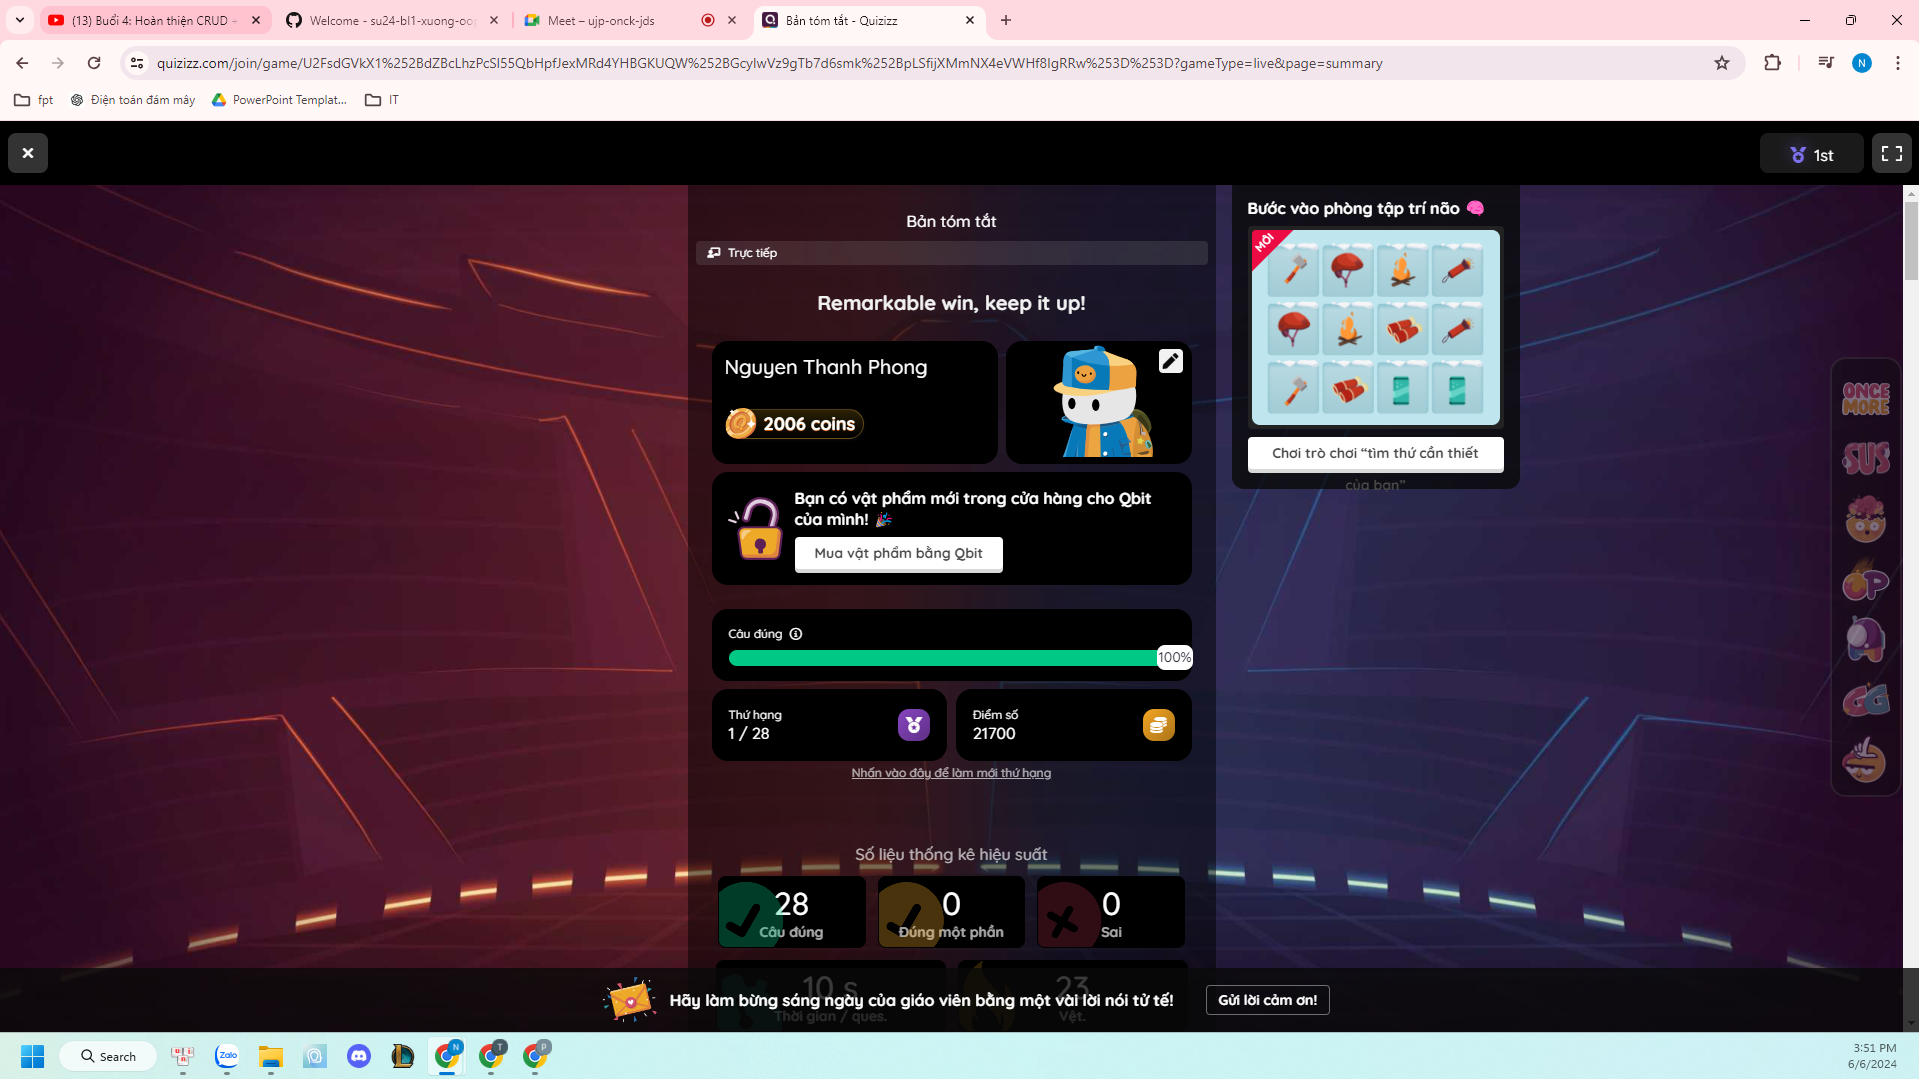 (13) Buổi 4: Hoàn thiện CRUD
Welcome - su24-bl1-xuong-oo
Meet – ujp-onck-jds
Bản tóm tắt - Quizizz
quizizz.com/join/game/U2FsdGVkX1%252BdZBcLhzPcSl55QbHpfJexMRd4YHBGKUQW%252BGcylwVz9gTb7d6smk%252BpLSfijXMmNX4eVWHf8IgRRw%253D%253D?gameType=live&page=summary
N
fpt
Điện toán đám mây
PowerPoint Templat...
IT
1st
Bản tóm tắt
Trực tiếp
Remarkable win, keep it up!
Nguyen Thanh Phong
2006 coins
Bạn có vật phẩm mới trong cửa hàng cho Qbit
của mình!
Mua vật phẩm bằng Qbit
Câu đúng
100%
Thứ hạng
1 / 28
Điểm số
21700
Nhấn vào đây để làm mới thứ hạng
Số liệu thống kê hiệu suất
28
Câu đúng
0
Đúng một phần
0
Sai
10 s
Thời gian / ques.
23
Vệt.
Bước vào phòng tập trí não
MỚI
Chơi trò chơi “tìm thứ cần thiết
của bạn”
ONCE
MORE
SUS
OP
GG
Hãy làm bừng sáng ngày của giáo viên bằng một vài lời nói tử tế!
Gửi lời cảm ơn!
Search
Zalo
N
T
P
3:51 PM
6/6/2024